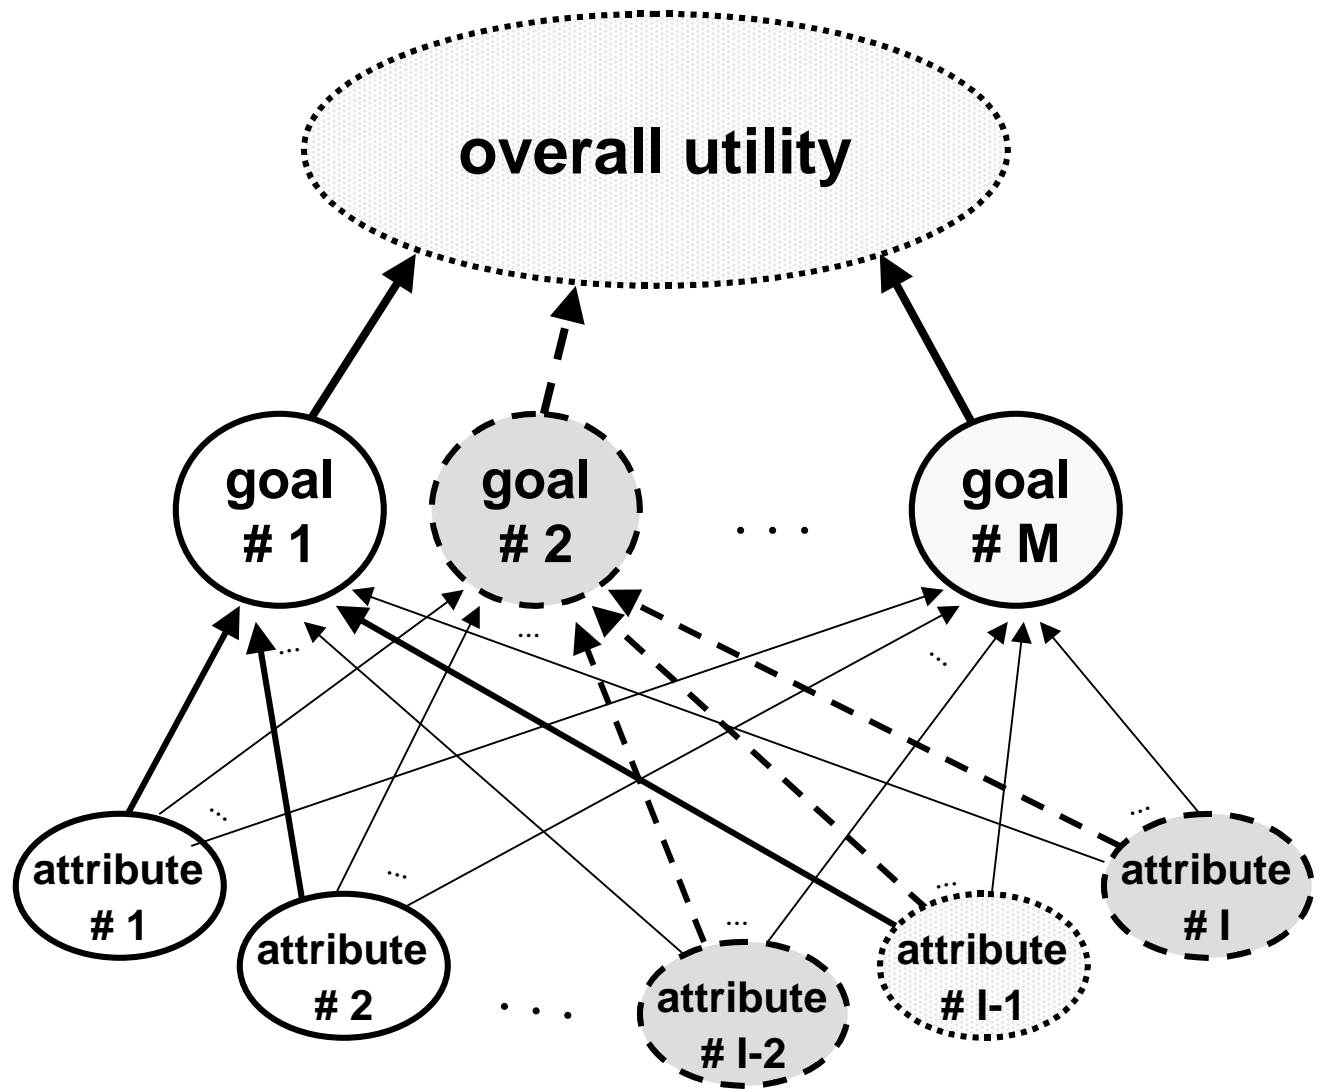 overall utility
goal
# 1
goal
# 2
. . .
goal
# M
...
...
...
...
...
...
...
...
attribute
# 1
attribute
# 2
. . .
attribute
# I-2
attribute
# I-1
attribute
# I